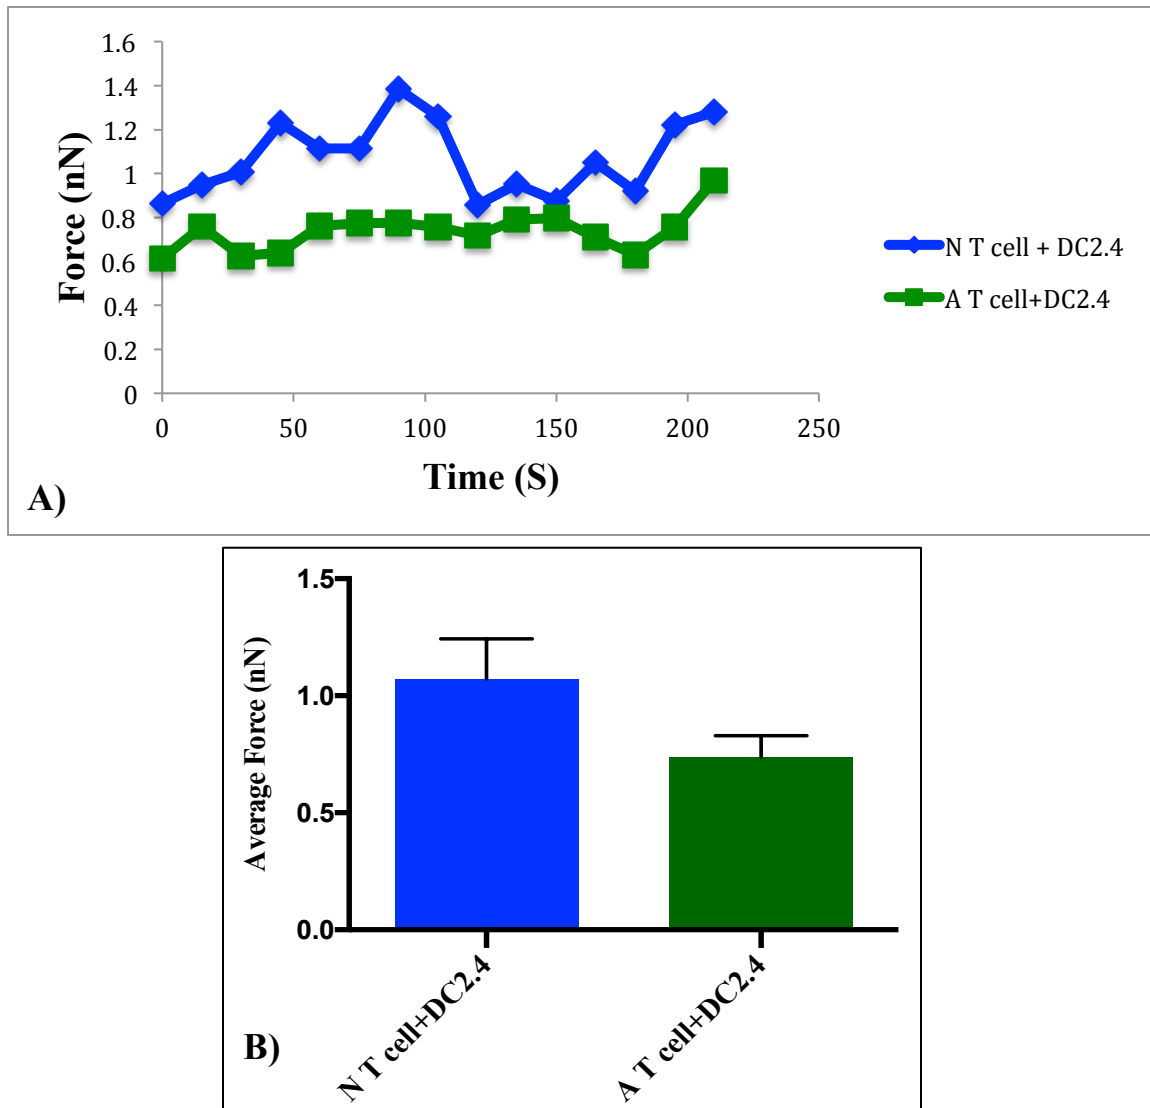 1.6
1.4
1.2
1
0.8
0.6
0.4
0.2
0
Force (nN)
0 50 100 150 200 250
Time (S)
N T cell + DC2.4
A T cell+DC2.4
A)
1.5
1.0
0.5
0.0
Average Force (nN)
N T cell+DC2.4
A T cell+DC2.4
B)